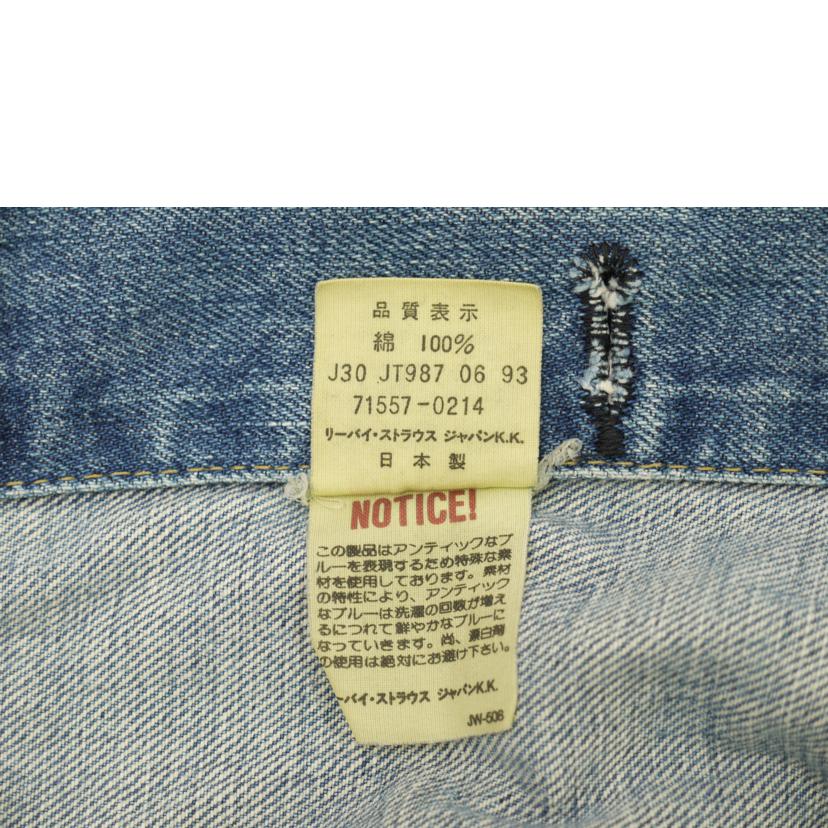 品質表示
綿 100%
J30 JT987 06 93
71557-0214
リーバイ・ストラウス ジャパンK.K.
日本製
NOTICE!
この製品はアンティックなブ
ルーを表現するため特殊な素
材を使用しております。素材
の特性により、アンティック
なブルーは洗濯の回数が増え
るにつれて鮮やかなブルーに
なっていきます。尚、漂白剤
の使用は絶対にお避け下さい。
リーバイ・ストラウス ジャパンK.K.
JW-506